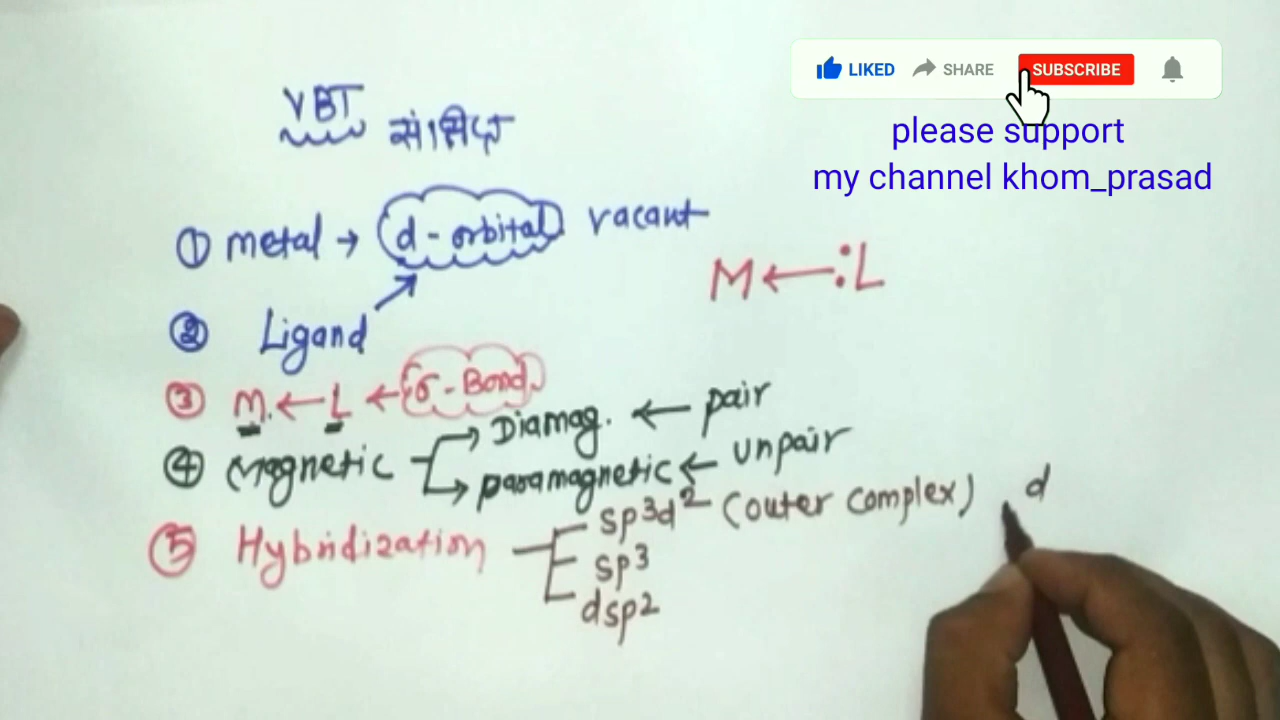 LIKED SHARE SUBSCRIBE
please support
my channel khom_prasad
VBT
① metal → d-orbital vacant
M ← :L
② Ligand
③ M. ← L ← σ-Bond
④ Magnetic → Diamag. ← pair
→ paramagnetic ← unpair
⑤ Hybridization sp³d² (outer complex) , d
sp³
dsp²